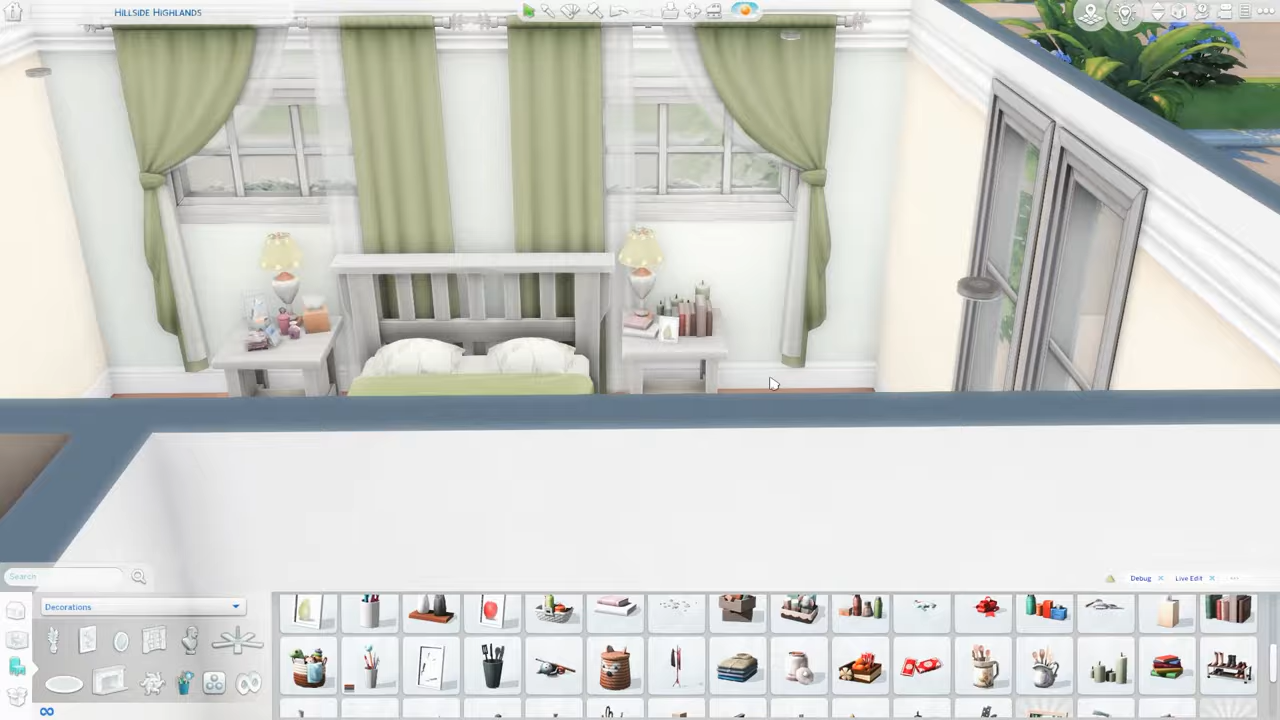 HILLSIDE HIGHLANDS
Search
Debug
Live Edit
Decorations